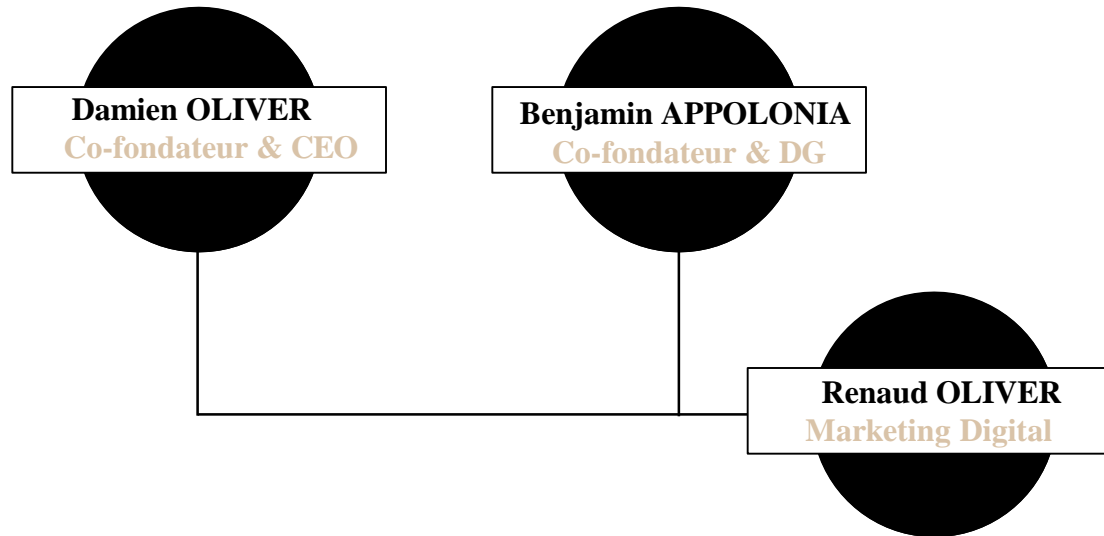 Damien OLIVER
Co-fondateur & CEO
Benjamin APPOLONIA
Co-fondateur & DG
Renaud OLIVER
Marketing Digital